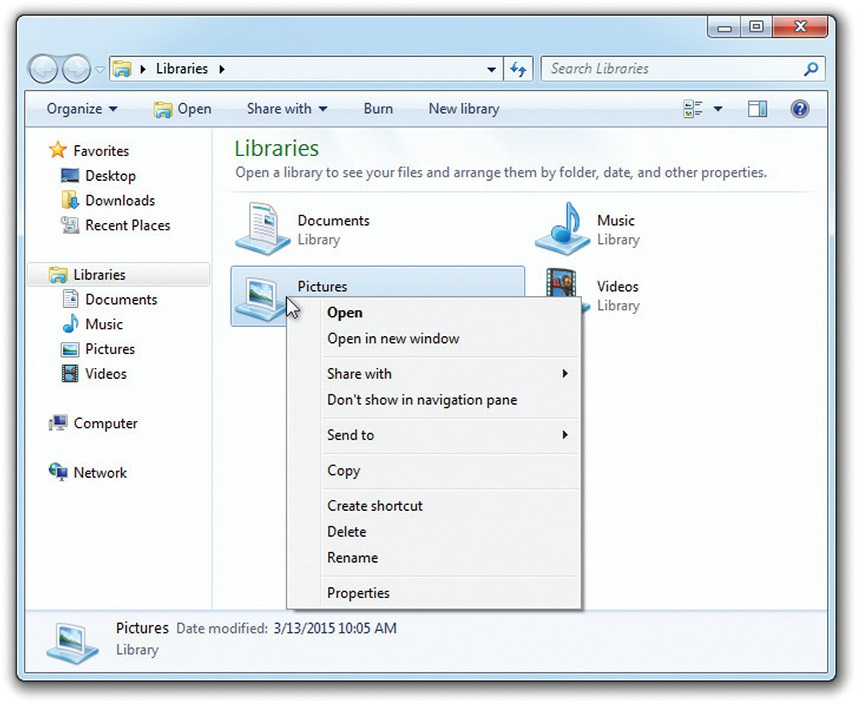 Libraries
Search Libraries
Organize Open Share with Burn New library
Favorites
Desktop
Downloads
Recent Places
Libraries
Documents
Music
Pictures
Videos
Computer
Network
Libraries
Open a library to see your files and arrange them by folder, date, and other properties.
Documents
Library
Music
Library
Pictures
Videos
Library
Open
Open in new window
Share with
Don't show in navigation pane
Send to
Copy
Create shortcut
Delete
Rename
Properties
Pictures Date modified: 3/13/2015 10:05 AM
Library